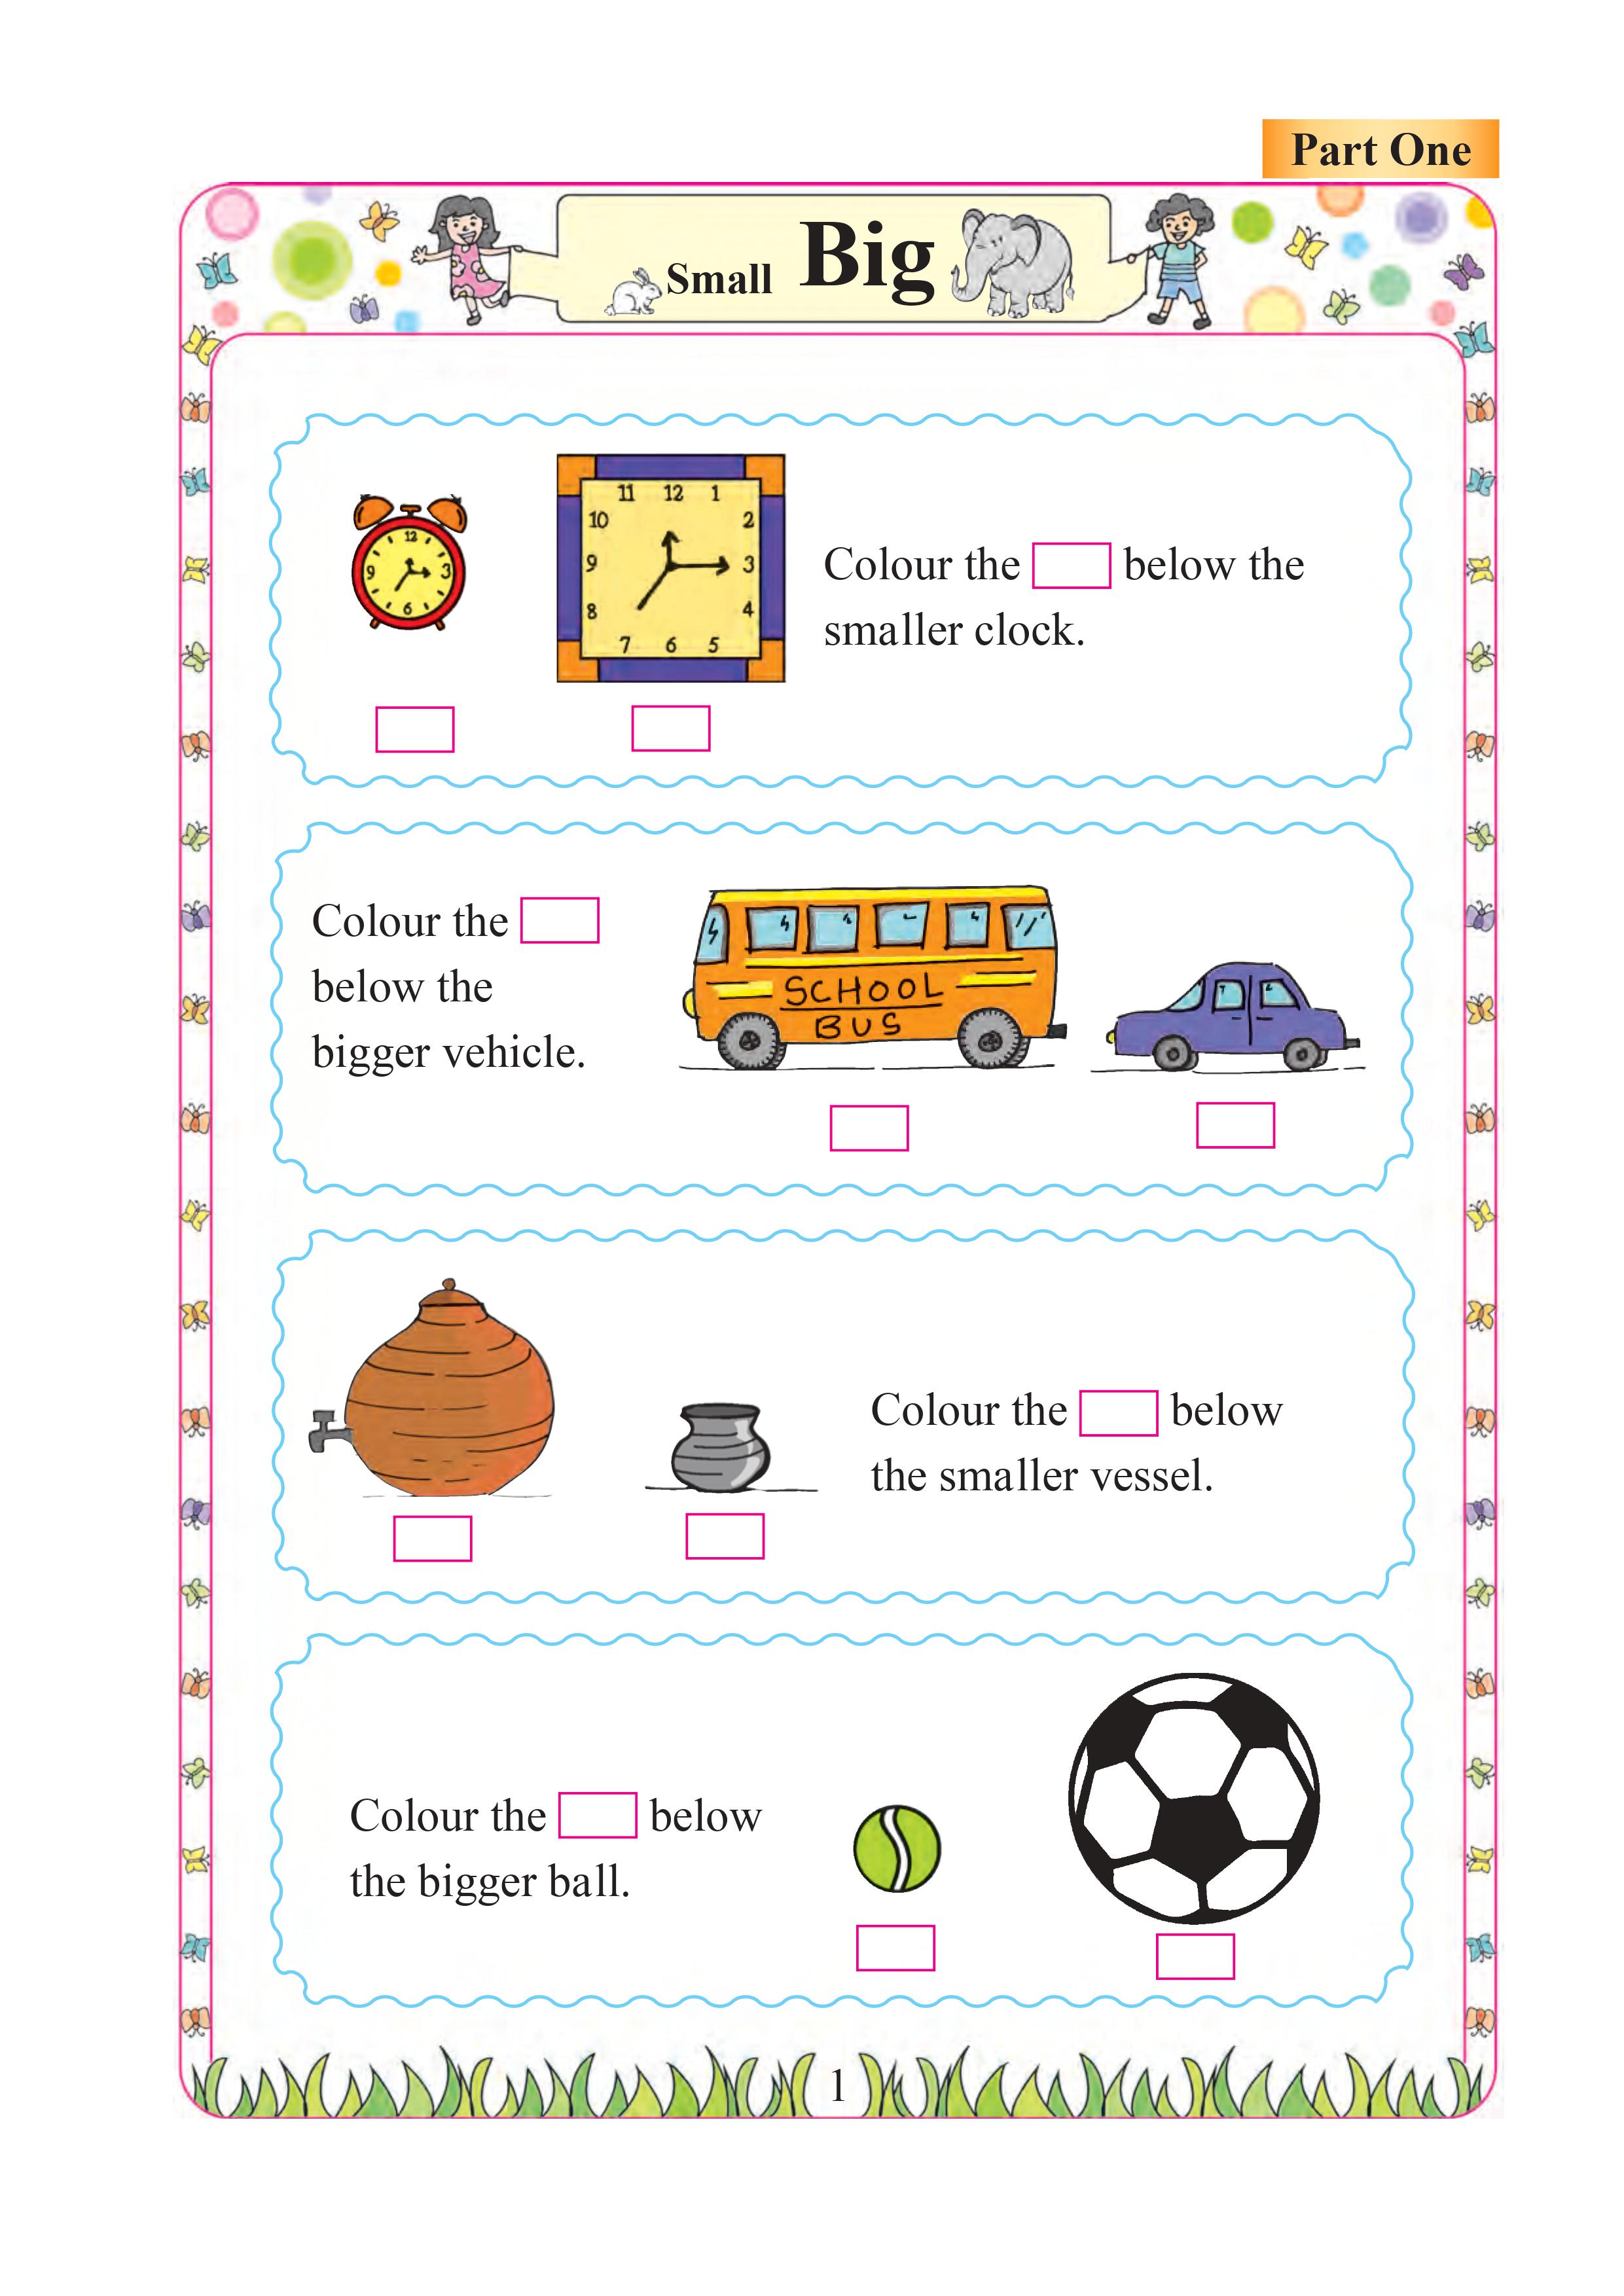 Part One
Small Big
11 12 1
10 2
9 3
8 4
7 6 5
12
9 3
6
Colour the below the
smaller clock.
Colour the
below the
bigger vehicle.
SCHOOL
BUS
Colour the below
the smaller vessel.
Colour the below
the bigger ball.
1